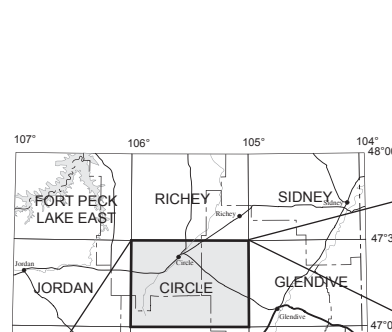 107° 106° 105° 104°
48°00
FORT PECK
LAKE EAST
RICHEY
SIDNEY
Sidney
Richey
47°3
Jordan
Circle
JORDAN
CIRCLE
GLENDIVE
Glendive
47°0